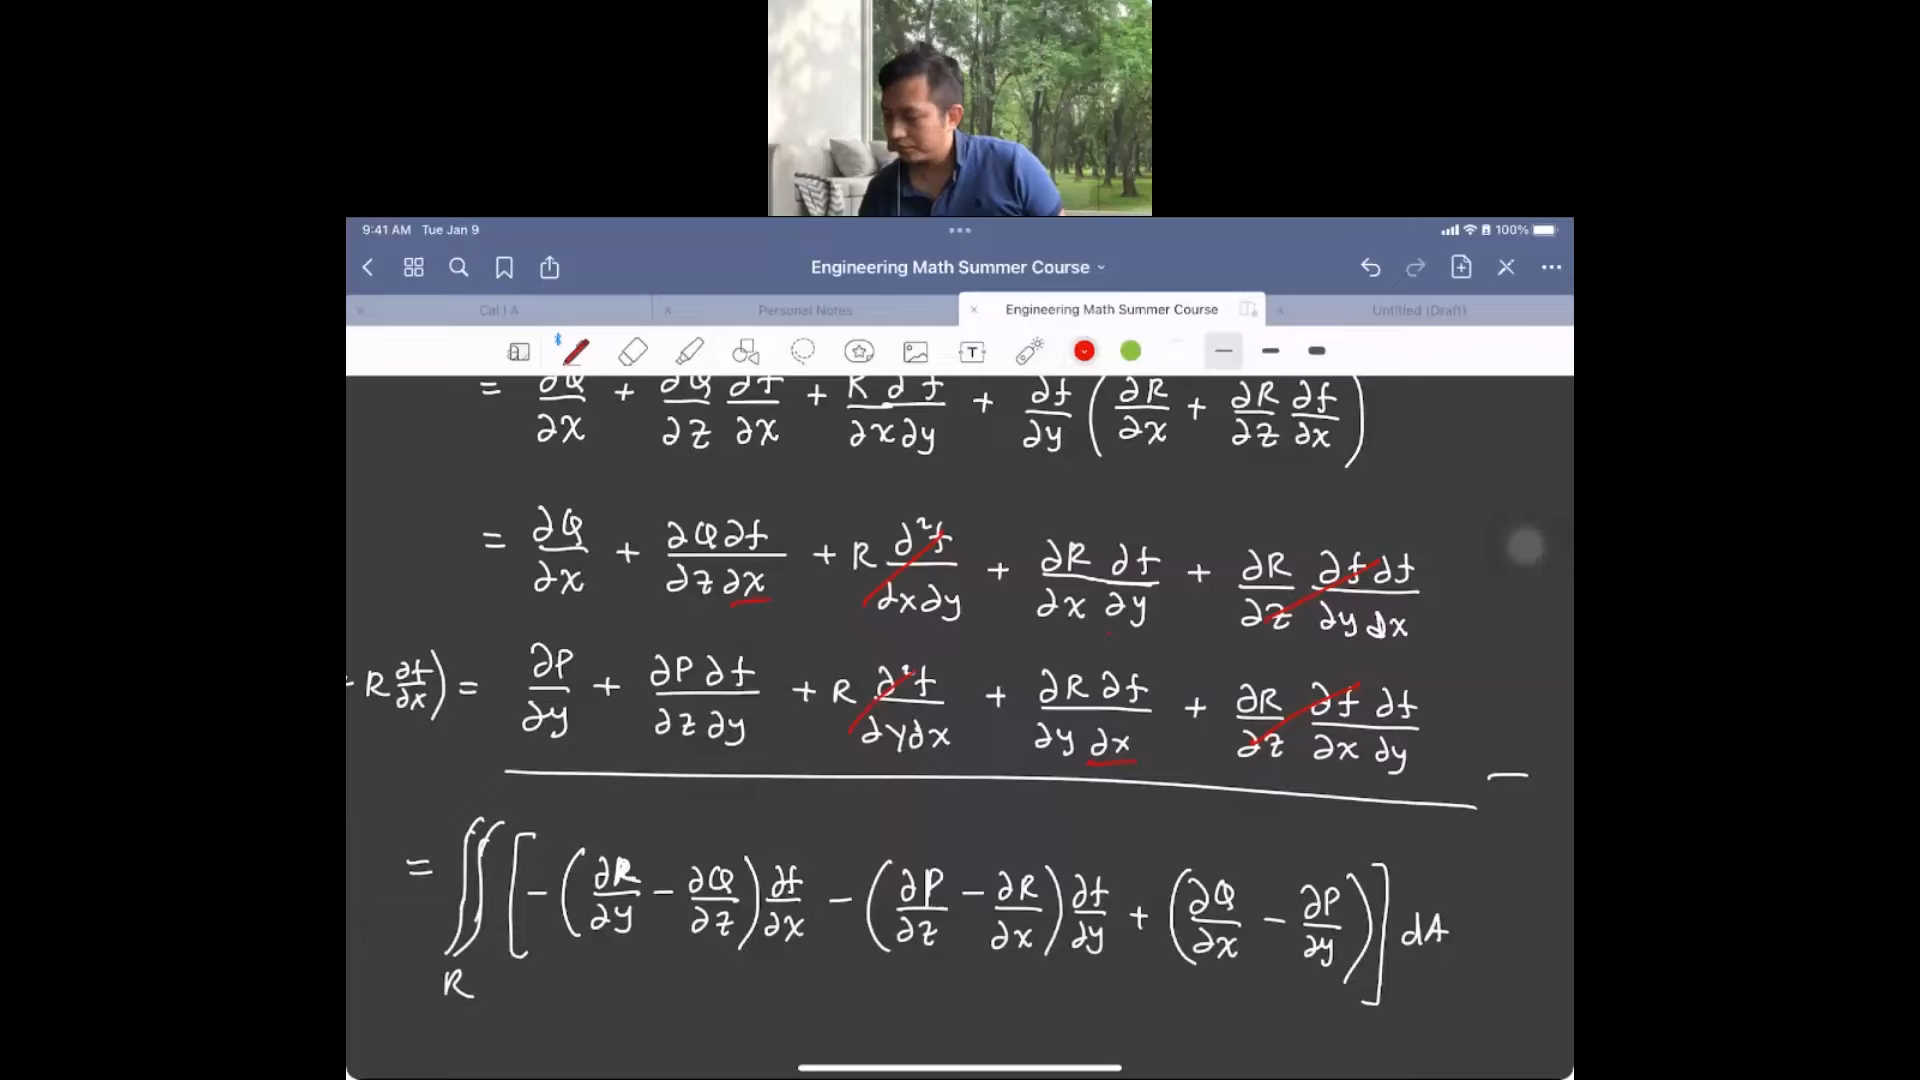 9:41 AM Tue Jan 9
100%
Engineering Math Summer Course
Cal I A
Personal Notes
Engineering Math Summer Course
Untitled (Draft)
T
= ∂Q/∂x + ∂Q/∂z ∂f/∂x + R ∂ f/∂x∂y + ∂f/∂y (∂R/∂x + ∂R/∂z ∂f/∂x)
= ∂Q/∂x + ∂Q∂f/∂z∂x + R ∂²f/∂x∂y + ∂R ∂f/∂x ∂y + ∂R/∂z ∂f∂f/∂y∂x
R ∂f/∂x) = ∂P/∂y + ∂P ∂f/∂z ∂y + R ∂²f/∂y∂x + ∂R ∂f/∂y ∂x + ∂R/∂z ∂f ∂f/∂x ∂y
—
= ∬ [-(∂R/∂y - ∂Q/∂z)∂f/∂x - (∂P/∂z - ∂R/∂x)∂f/∂y + (∂Q/∂x - ∂P/∂y)] dA
R